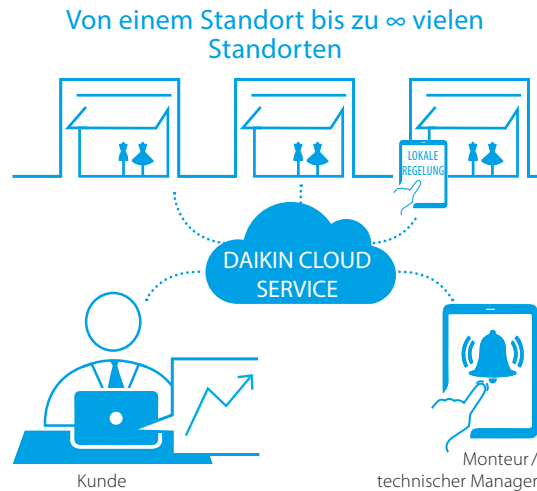 Von einem Standort bis zu ∞ vielen
Standorten
LOKALE
REGELUNG
DAIKIN CLOUD
SERVICE
Kunde
Monteur/
technischer Manager